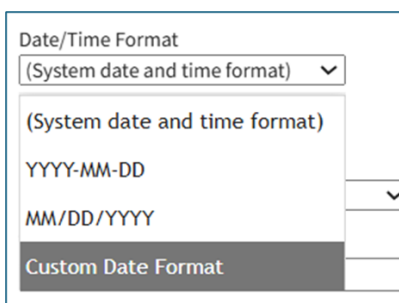 Date/Time Format
(System date and time format)
(System date and time format)
YYYY-MM-DD
MM/DD/YYYY
Custom Date Format